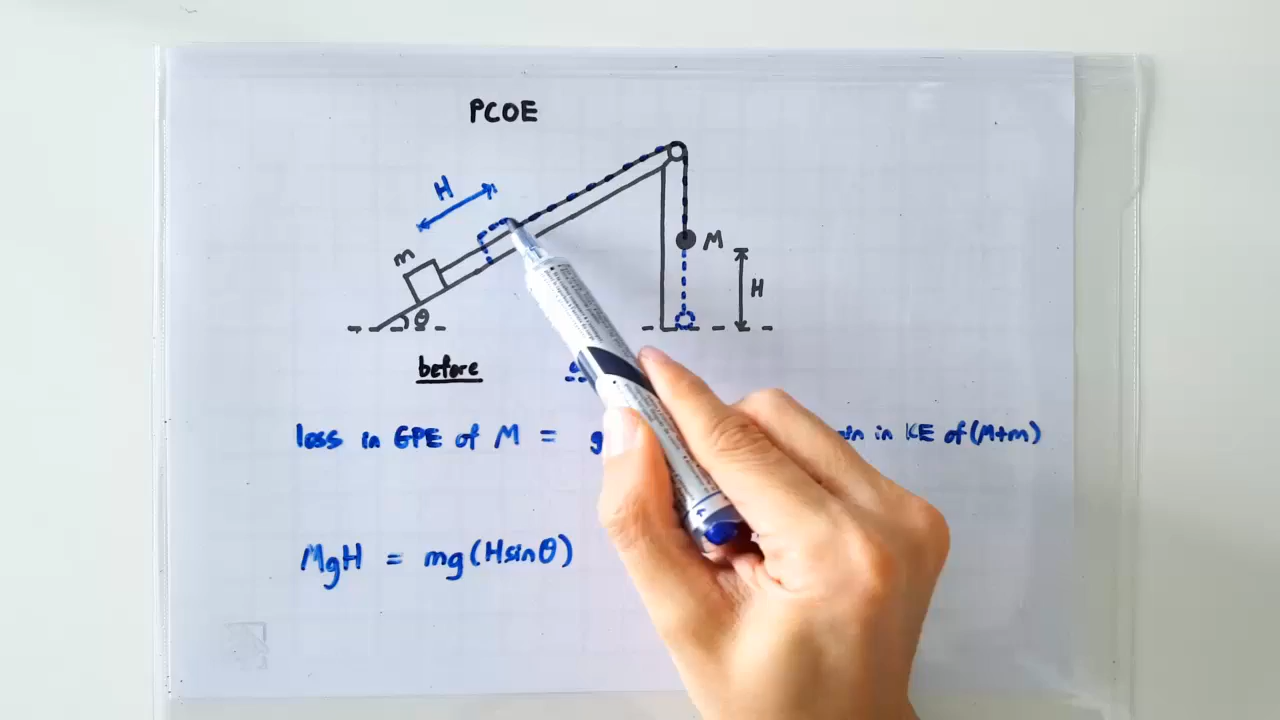 PCOE
H
m
M
H
θ
before
loss in GPE of M = in KE of (M+m)
MgH = mg(Hsinθ)